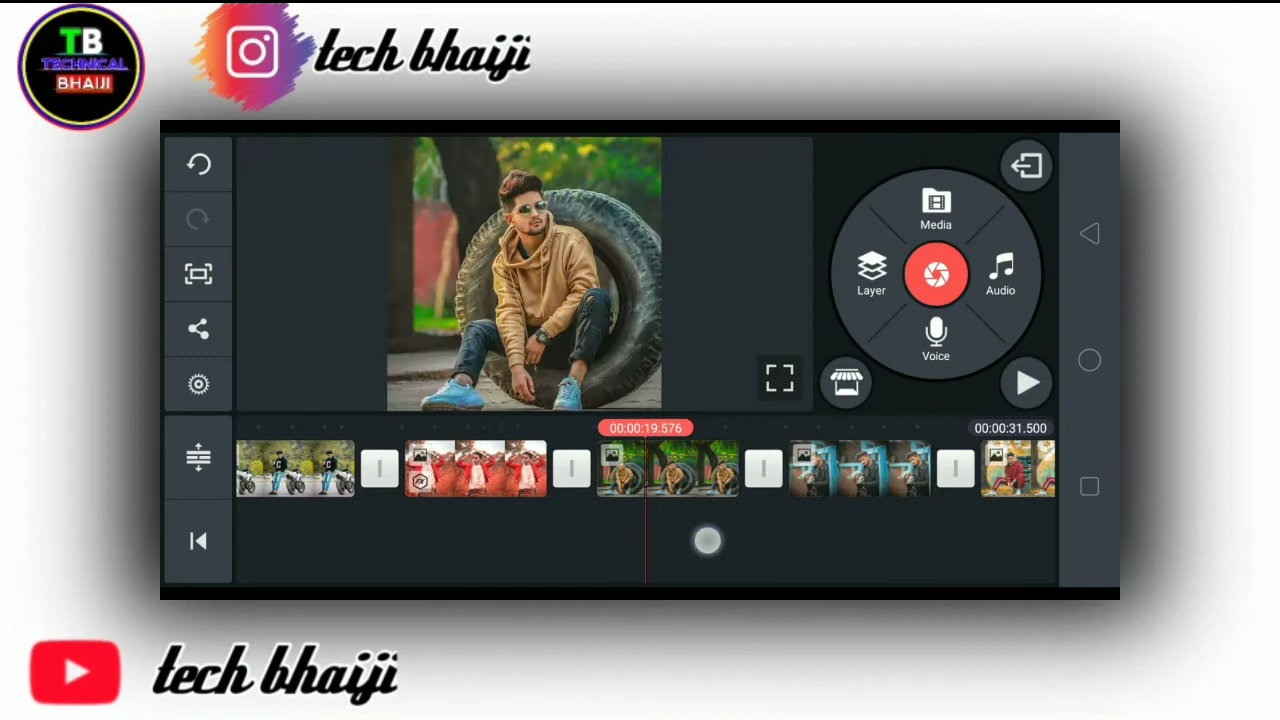 TB
TECHNICAL
BHAIJI
tech bhaiji
Media
Layer
Audio
Voice
00:00:19.576
00:00:31.500
tech bhaiji